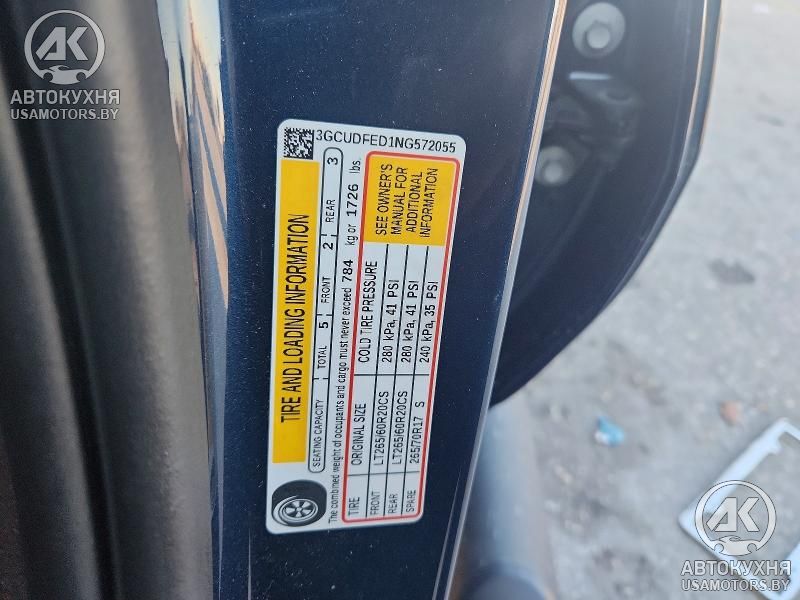 AK
АВТОКУХНЯ
USAMOTORS.BY
3GCUDFED1NG572055
TIRE AND LOADING INFORMATION
SEATING CAPACITY TOTAL 5 FRONT 2 REAR 3
The combined weight of occupants and cargo must never exceed 784 kg or 1726 lbs.
TIRE ORIGINAL SIZE COLD TIRE PRESSURE
FRONT LT265/60R20CS 280 kPa, 41 PSI
REAR LT265/60R20CS 280 kPa, 41 PSI
SPARE 265/70R17 S 240 kPa, 35 PSI
SEE OWNER'S
MANUAL FOR
ADDITIONAL
INFORMATION
AK
АВТОКУХНЯ
USAMOTORS.BY